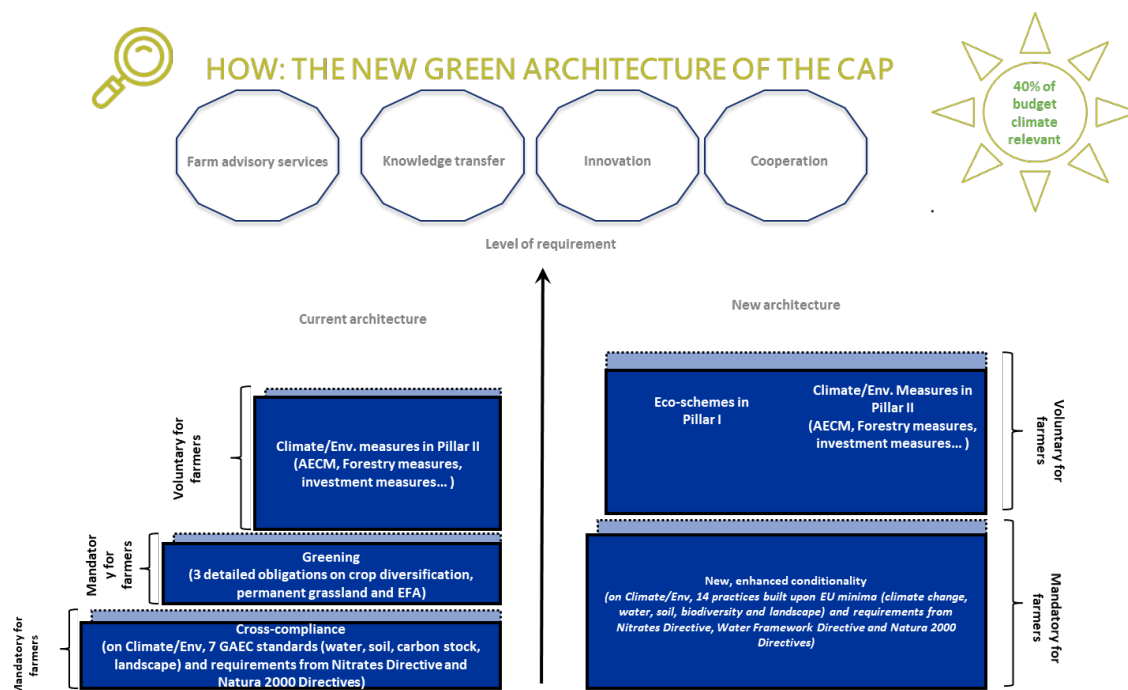 HOW: THE NEW GREEN ARCHITECTURE OF THE CAP
40% of
budget
climate
relevant
Farm advisory services
Knowledge transfer
Innovation
Cooperation
.
Level of requirement
Current architecture
New architecture
Voluntary for
farmers
Climate/Env. measures in Pillar II
(AECM, Forestry measures,
investment measures... )
Mandator
y for
farmers
Greening
(3 detailed obligations on crop diversification,
permanent grassland and EFA)
Mandatory for
farmers
Cross-compliance
(on Climate/Env, 7 GAEC standards (water, soil, carbon stock,
landscape) and requirements from Nitrates Directive and
Natura 2000 Directives)
Eco-schemes in
Pillar I
Climate/Env. Measures in
Pillar II
(AECM, Forestry measures,
investment measures... )
Voluntary for
farmers
New, enhanced conditionality
(on Climate/Env, 14 practices built upon EU minima (climate change,
water, soil, biodiversity and landscape) and requirements from
Nitrates Directive, Water Framework Directive and Natura 2000
Directives)
Mandatory for
farmers